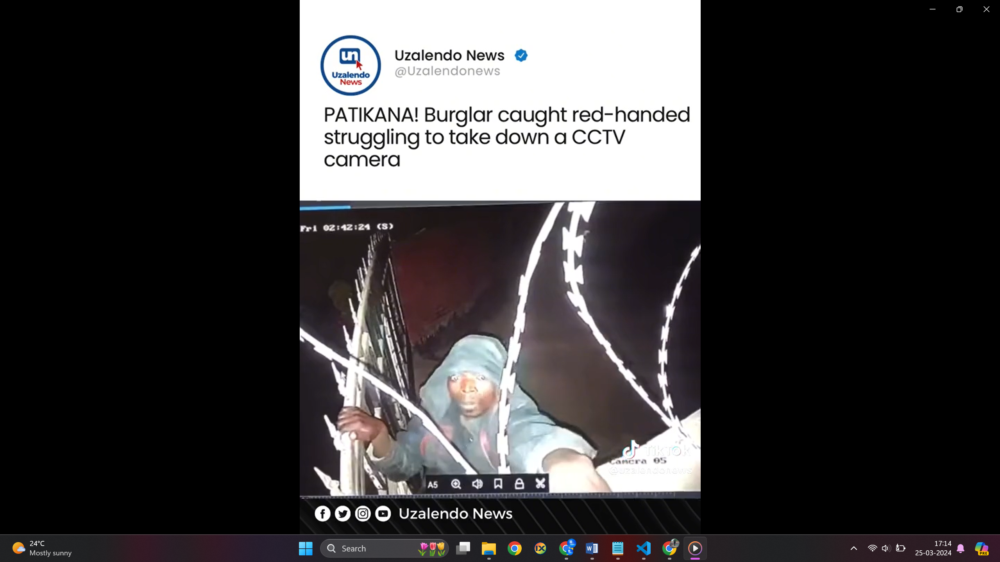 un
Uzalendo
News
Uzalendo News
@Uzalendonews
PATIKANA! Burglar caught red-handed
struggling to take down a CCTV
camera
Fri 02:42:24 (S)
TikTok
Camera 05
@uzalendonews
A5
Uzalendo News
24°C
Mostly sunny
Search
17:14
25-03-2024
PRE